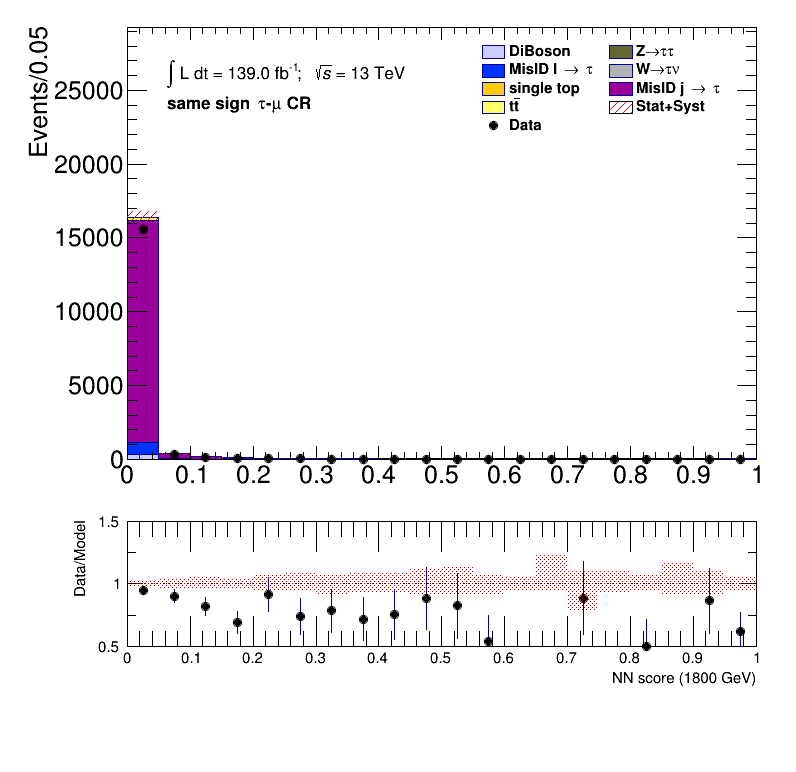 Events/0.05
∫ L dt = 139.0 fb⁻¹; √s = 13 TeV
same sign τ-μ CR
DiBoson
MisID l → τ
single top
tt̄
Data
Z→ττ
W→τν
MisID j → τ
Stat+Syst
25000
20000
15000
10000
5000
0
0 0.1 0.2 0.3 0.4 0.5 0.6 0.7 0.8 0.9 1
Data/Model
1.5
1
0.5
0 0.1 0.2 0.3 0.4 0.5 0.6 0.7 0.8 0.9 1
NN score (1800 GeV)